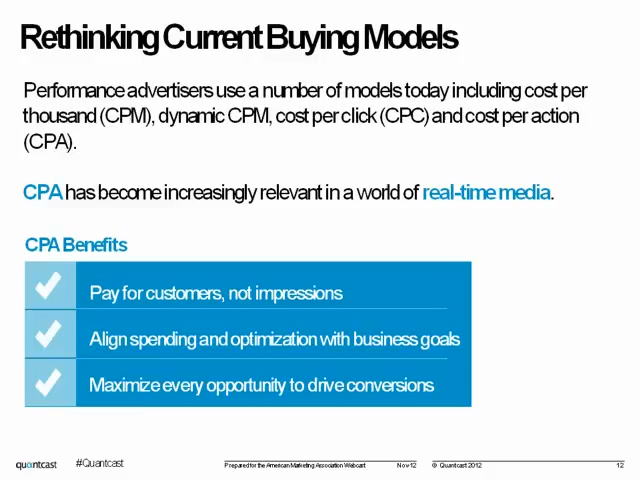 Rethinking Current Buying Models
Performance advertisers use a number of models today including cost per
thousand (CPM), dynamic CPM, cost per click (CPC) and cost per action
(CPA).
CPA has become increasingly relevant in a world of real-time media.
CPA Benefits
Pay for customers, not impressions
Align spending and optimization with business goals
Maximize every opportunity to drive conversions
quantcast #Quantcast Prepared for the American Marketing Association Webcast Nov-12 © Quantcast 2012 12